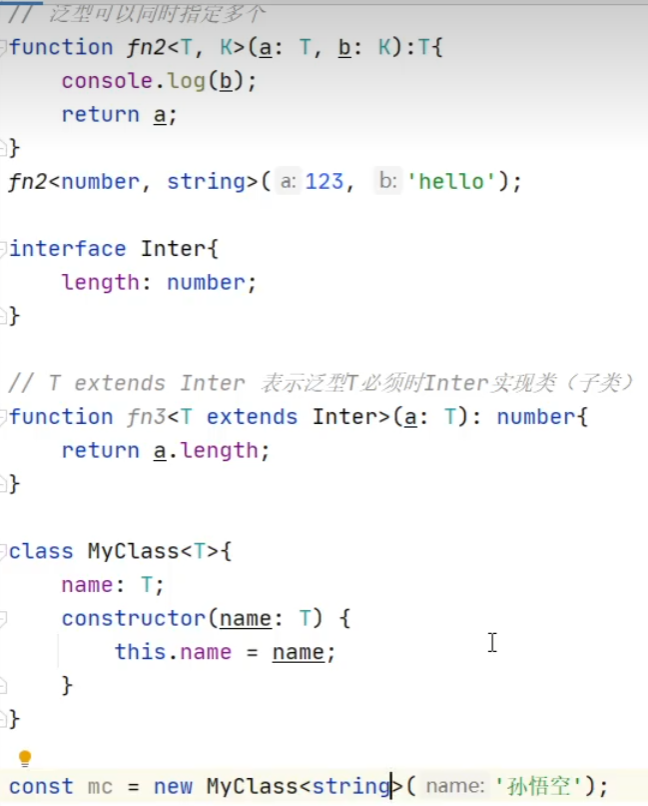 // 泛型可以同时指定多个
function fn2<T, K>(a: T, b: K):T{
    console.log(b);
    return a;
}
fn2<number, string>( a: 123, b: 'hello');
interface Inter{
    length: number;
}
// T extends Inter 表示泛型T必须时Inter实现类（子类）
function fn3<T extends Inter>(a: T): number{
    return a.length;
}
class MyClass<T>{
    name: T;
    constructor(name: T) {
        this.name = name;
    }
}
const mc = new MyClass<string>( name: '孙悟空');